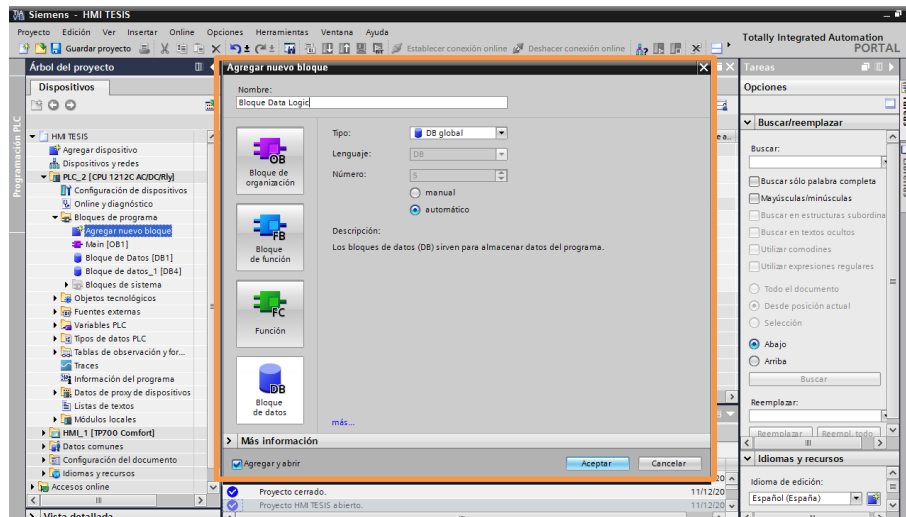 Siemens - HMI TESIS
Proyecto Edición Ver Insertar Online Opciones Herramientas Ventana Ayuda
Guardar proyecto
Establecer conexión online
Deshacer conexión online
Totally Integrated Automation
PORTAL
Árbol del proyecto
Dispositivos
Programación PLC
HMI TESIS
Agregar dispositivo
Dispositivos y redes
PLC_2 [CPU 1212C AC/DC/Rly]
Configuración de dispositivos
Online y diagnóstico
Bloques de programa
Agregar nuevo bloque
Main [OB1]
Bloque de Datos [DB1]
Bloque de datos_1 [DB4]
Bloques de sistema
Objetos tecnológicos
Fuentes externas
Variables PLC
Tipos de datos PLC
Tablas de observación y for...
Traces
Información del programa
Datos de proxy de dispositivos
Listas de textos
Módulos locales
HMI_1 [TP700 Comfort]
Datos comunes
Configuración del documento
Idiomas y recursos
Accesos online
Vista detallada
Agregar nuevo bloque
Nombre:
Bloque Data Logic
OB
Bloque de
organización
FB
Bloque
de función
FC
Función
DB
Bloque
de datos
Tipo:
DB global
Lenguaje:
DB
Número:
5
manual
automático
Descripción:
Los bloques de datos (DB) sirven para almacenar datos del programa.
más...
Más información
Agregar y abrir
Aceptar
Cancelar
Proyecto cerrado.
11/12/20
Proyecto HMI TESIS abierto.
11/12/20
Tareas
Opciones
Buscar/reemplazar
Buscar:
Buscar sólo palabra completa
Mayúsculas/minúsculas
Buscar en estructuras subordina
Buscar en textos ocultos
Utilizar comodines
Utilizar expresiones regulares
Todo el documento
Desde posición actual
Selección
Abajo
Arriba
Buscar
Reemplazar:
Reemplazar
Reempl. todo
Idiomas y recursos
Idioma de edición:
Español (España)